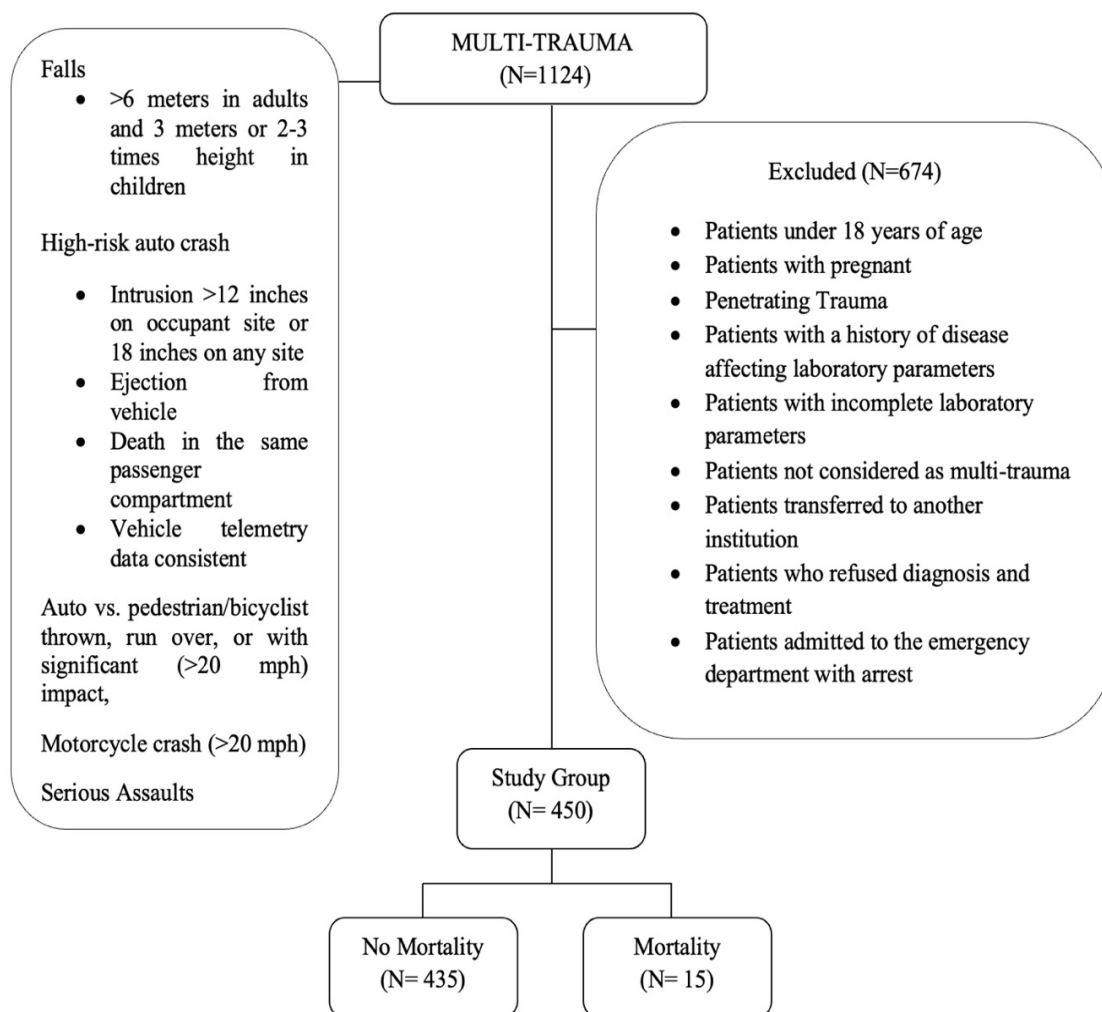 MULTI-TRAUMA
(N=1124)
Falls
• >6 meters in adults
and 3 meters or 2-3
times height in
children
High-risk auto crash
• Intrusion >12 inches
on occupant site or
18 inches on any site
• Ejection from
vehicle
• Death in the same
passenger
compartment
• Vehicle telemetry
data consistent
Auto vs. pedestrian/bicyclist
thrown, run over, or with
significant (>20 mph)
impact,
Motorcycle crash (>20 mph)
Serious Assaults
Excluded (N=674)
• Patients under 18 years of age
• Patients with pregnant
• Penetrating Trauma
• Patients with a history of disease
affecting laboratory parameters
• Patients with incomplete laboratory
parameters
• Patients not considered as multi-trauma
• Patients transferred to another
institution
• Patients who refused diagnosis and
treatment
• Patients admitted to the emergency
department with arrest
Study Group
(N= 450)
No Mortality
(N= 435)
Mortality
(N= 15)